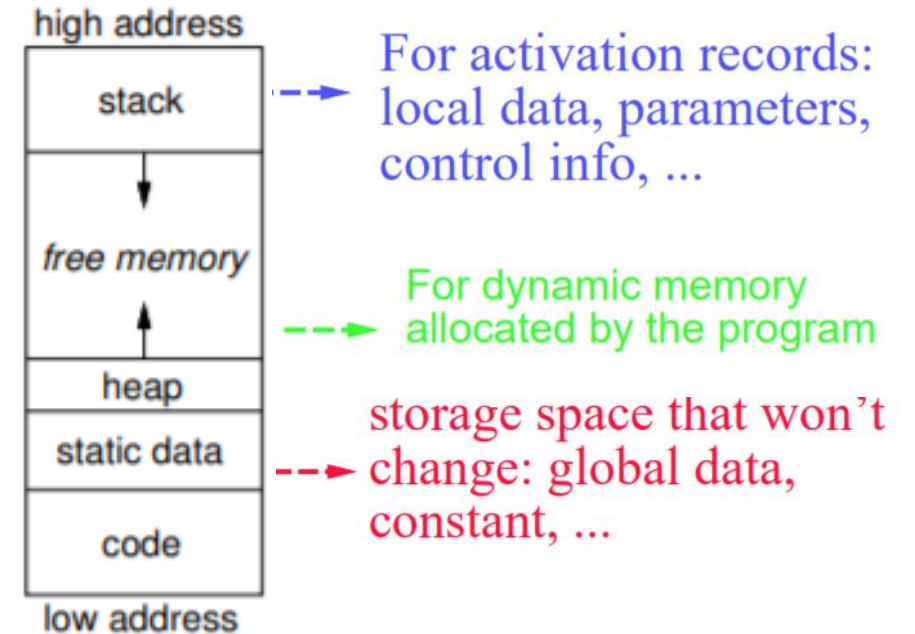 high address
stack
For activation records:
local data, parameters,
control info, ...
free memory
For dynamic memory
allocated by the program
heap
static data
storage space that won’t
change: global data,
constant, ...
code
low address